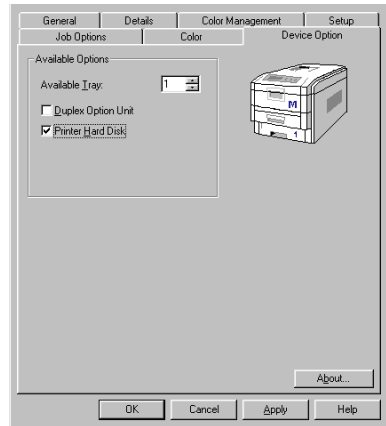 General Details Color Management Setup
Job Options Color Device Option
Available Options
Available Tray: 1
M
Duplex Option Unit
Printer Hard Disk
1
About...
OK Cancel Apply Help